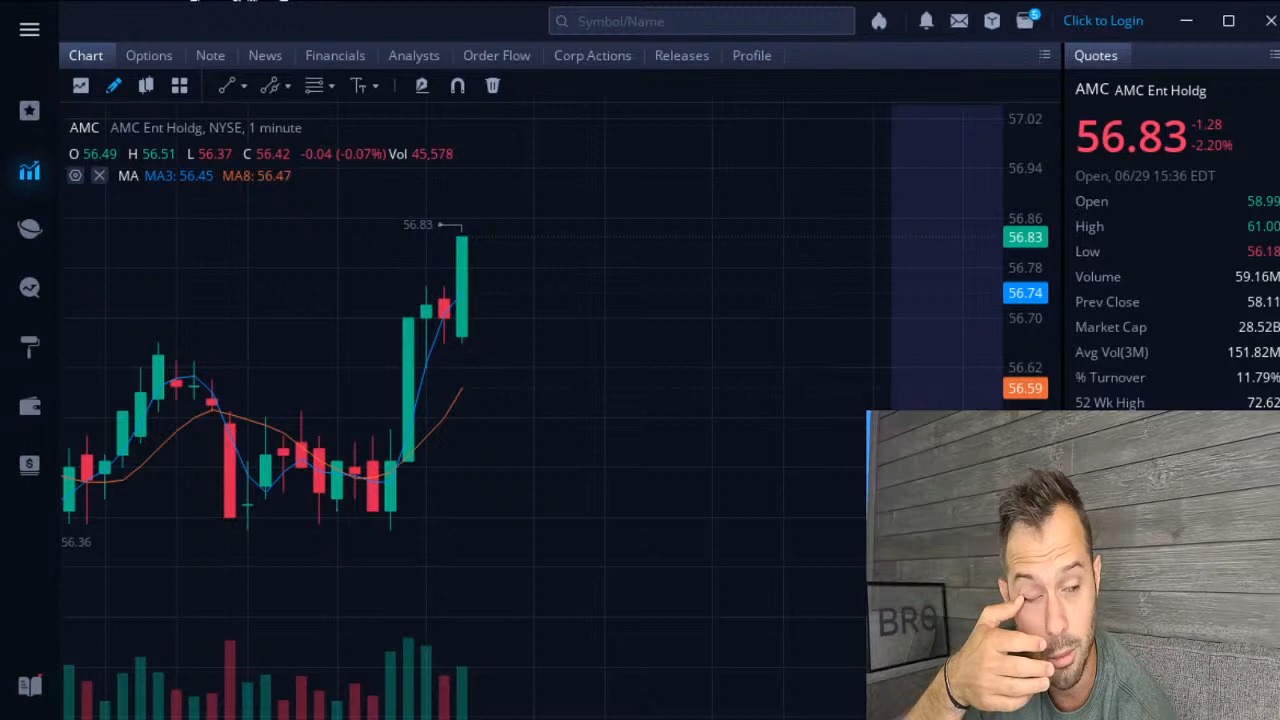 Symbol/Name
5
Click to Login
Chart Options Note News Financials Analysts Order Flow Corp Actions Releases Profile
Quotes
AMC AMC Ent Holdg, NYSE, 1 minute
O 56.49 H 56.51 L 56.37 C 56.42 -0.04 (-0.07%) Vol 45,578
MA MA3: 56.45 MA8: 56.47
56.83
56.36
57.02
56.94
56.86
56.83
56.78
56.74
56.70
56.62
56.59
AMC AMC Ent Holdg
56.83 -1.28
-2.20%
Open, 06/29 15:36 EDT
Open 58.99
High 61.00
Low 56.18
Volume 59.16M
Prev Close 58.11
Market Cap 28.52B
Avg Vol(3M) 151.82M
% Turnover 11.79%
52 Wk High 72.62
BRO